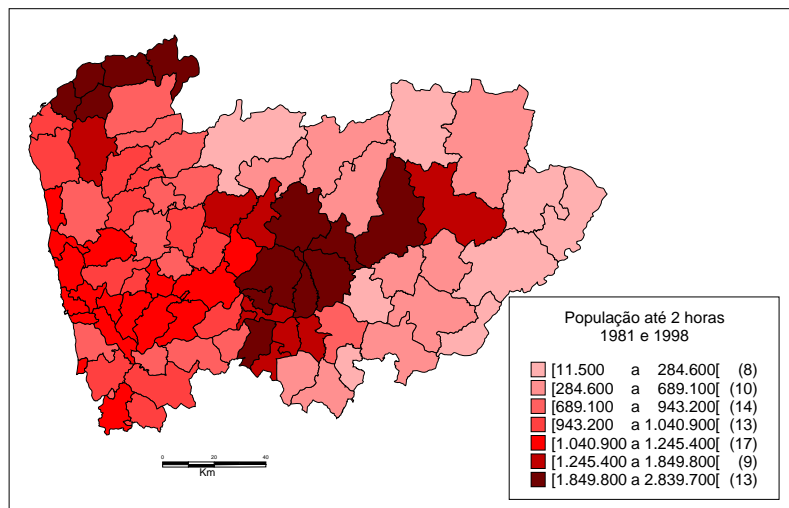 População até 2 horas
1981 e 1998
[11.500 a 284.600[ (8)
[284.600 a 689.100[ (10)
[689.100 a 943.200[ (14)
[943.200 a 1.040.900[ (13)
[1.040.900 a 1.245.400[ (17)
[1.245.400 a 1.849.800[ (9)
[1.849.800 a 2.839.700[ (13)
0 20 40
Km